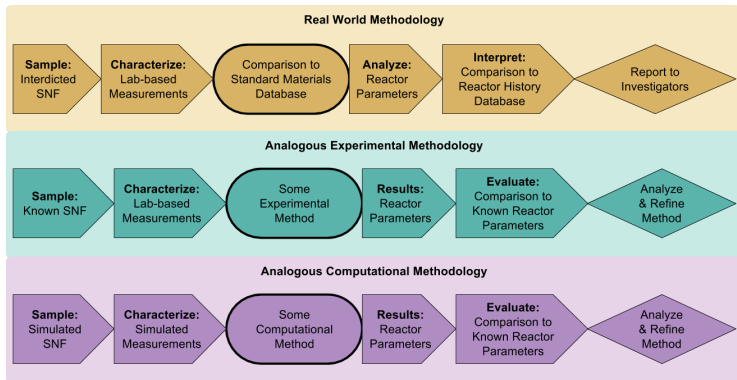 Real World Methodology
Sample:
Interdicted
SNF
Characterize:
Lab-based
Measurements
Comparison to
Standard Materials
Database
Analyze:
Reactor
Parameters
Interpret:
Comparison to
Reactor History
Database
Report to
Investigators
Analogous Experimental Methodology
Sample:
Known SNF
Characterize:
Lab-based
Measurements
Some
Experimental
Method
Results:
Reactor
Parameters
Evaluate:
Comparison to
Known Reactor
Parameters
Analyze
& Refine
Method
Analogous Computational Methodology
Sample:
Simulated
SNF
Characterize:
Simulated
Measurements
Some
Computational
Method
Results:
Reactor
Parameters
Evaluate:
Comparison to
Known Reactor
Parameters
Analyze
& Refine
Method